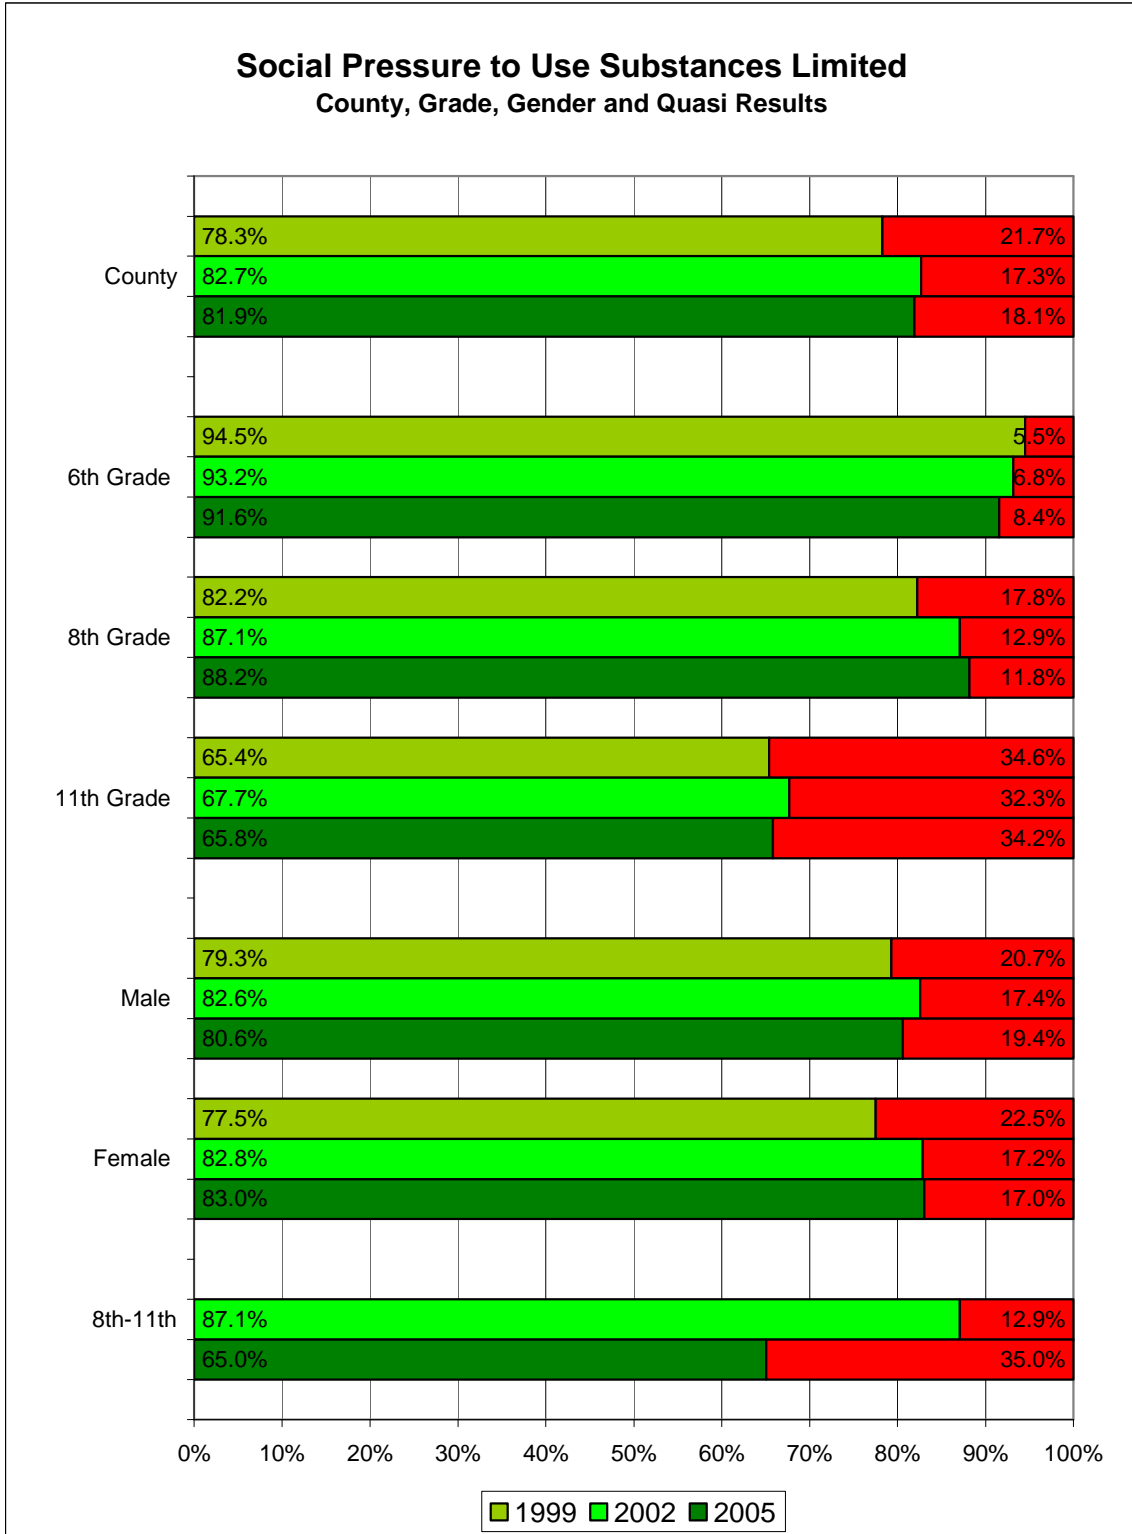 Social Pressure to Use Substances Limited
County, Grade, Gender and Quasi Results
78.3% 21.7%
County 82.7% 17.3%
81.9% 18.1%
94.5% 5.5%
6th Grade 93.2% 6.8%
91.6% 8.4%
82.2% 17.8%
8th Grade 87.1% 12.9%
88.2% 11.8%
65.4% 34.6%
11th Grade 67.7% 32.3%
65.8% 34.2%
79.3% 20.7%
Male 82.6% 17.4%
80.6% 19.4%
77.5% 22.5%
Female 82.8% 17.2%
83.0% 17.0%
8th-11th 87.1% 12.9%
65.0% 35.0%
0% 10% 20% 30% 40% 50% 60% 70% 80% 90% 100%
1999 2002 2005